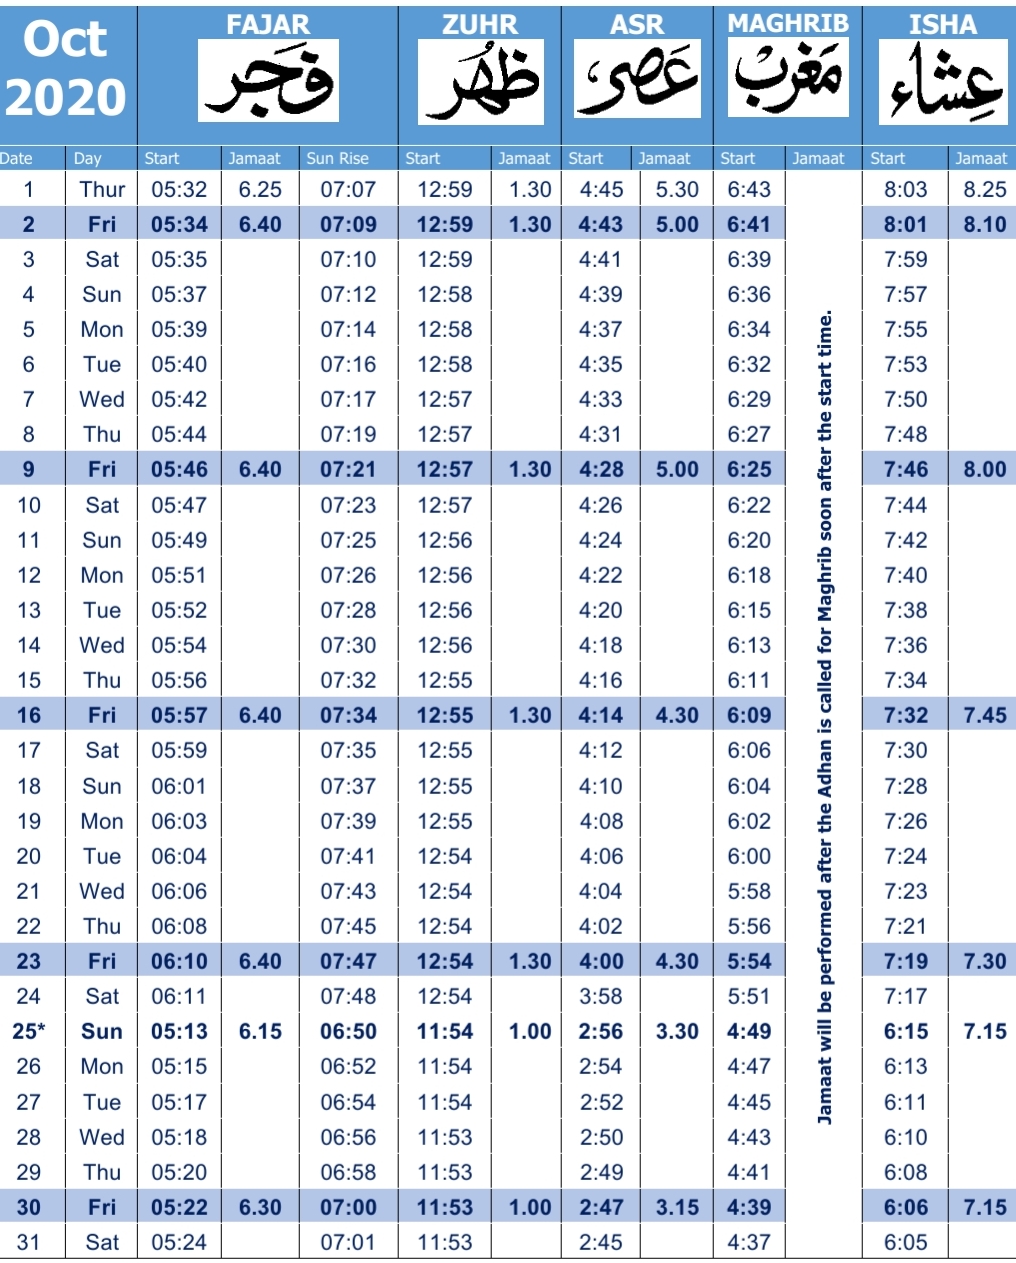 Oct
2020
FAJAR ZUHR ASR MAGHRIB ISHA
فَجَر ظُهُر عَصَر مَغْرِبْ عِشَاء
Date Day Start Jamaat Sun Rise Start Jamaat Start Jamaat Start Jamaat Start Jamaat
1 Thur 05:32 6.25 07:07 12:59 1.30 4:45 5.30 6:43 8:03 8.25
2 Fri 05:34 6.40 07:09 12:59 1.30 4:43 5.00 6:41 8:01 8.10
3 Sat 05:35 07:10 12:59 4:41 6:39 7:59
4 Sun 05:37 07:12 12:58 4:39 6:36 7:57
5 Mon 05:39 07:14 12:58 4:37 6:34 7:55
6 Tue 05:40 07:16 12:58 4:35 6:32 7:53
7 Wed 05:42 07:17 12:57 4:33 6:29 7:50
8 Thu 05:44 07:19 12:57 4:31 6:27 7:48
9 Fri 05:46 6.40 07:21 12:57 1.30 4:28 5.00 6:25 7:46 8.00
10 Sat 05:47 07:23 12:57 4:26 6:22 7:44
11 Sun 05:49 07:25 12:56 4:24 6:20 7:42
12 Mon 05:51 07:26 12:56 4:22 6:18 7:40
13 Tue 05:52 07:28 12:56 4:20 6:15 7:38
14 Wed 05:54 07:30 12:56 4:18 6:13 7:36
15 Thu 05:56 07:32 12:55 4:16 6:11 7:34
16 Fri 05:57 6.40 07:34 12:55 1.30 4:14 4.30 6:09 7:32 7.45
17 Sat 05:59 07:35 12:55 4:12 6:06 7:30
18 Sun 06:01 07:37 12:55 4:10 6:04 7:28
19 Mon 06:03 07:39 12:55 4:08 6:02 7:26
20 Tue 06:04 07:41 12:54 4:06 6:00 7:24
21 Wed 06:06 07:43 12:54 4:04 5:58 7:23
22 Thu 06:08 07:45 12:54 4:02 5:56 7:21
23 Fri 06:10 6.40 07:47 12:54 1.30 4:00 4.30 5:54 7:19 7.30
24 Sat 06:11 07:48 12:54 3:58 5:51 7:17
25* Sun 05:13 6.15 06:50 11:54 1.00 2:56 3.30 4:49 6:15 7.15
26 Mon 05:15 06:52 11:54 2:54 4:47 6:13
27 Tue 05:17 06:54 11:54 2:52 4:45 6:11
28 Wed 05:18 06:56 11:53 2:50 4:43 6:10
29 Thu 05:20 06:58 11:53 2:49 4:41 6:08
30 Fri 05:22 6.30 07:00 11:53 1.00 2:47 3.15 4:39 6:06 7.15
31 Sat 05:24 07:01 11:53 2:45 4:37 6:05
Jamaat will be performed after the Adhan is called for Maghrib soon after the start time.